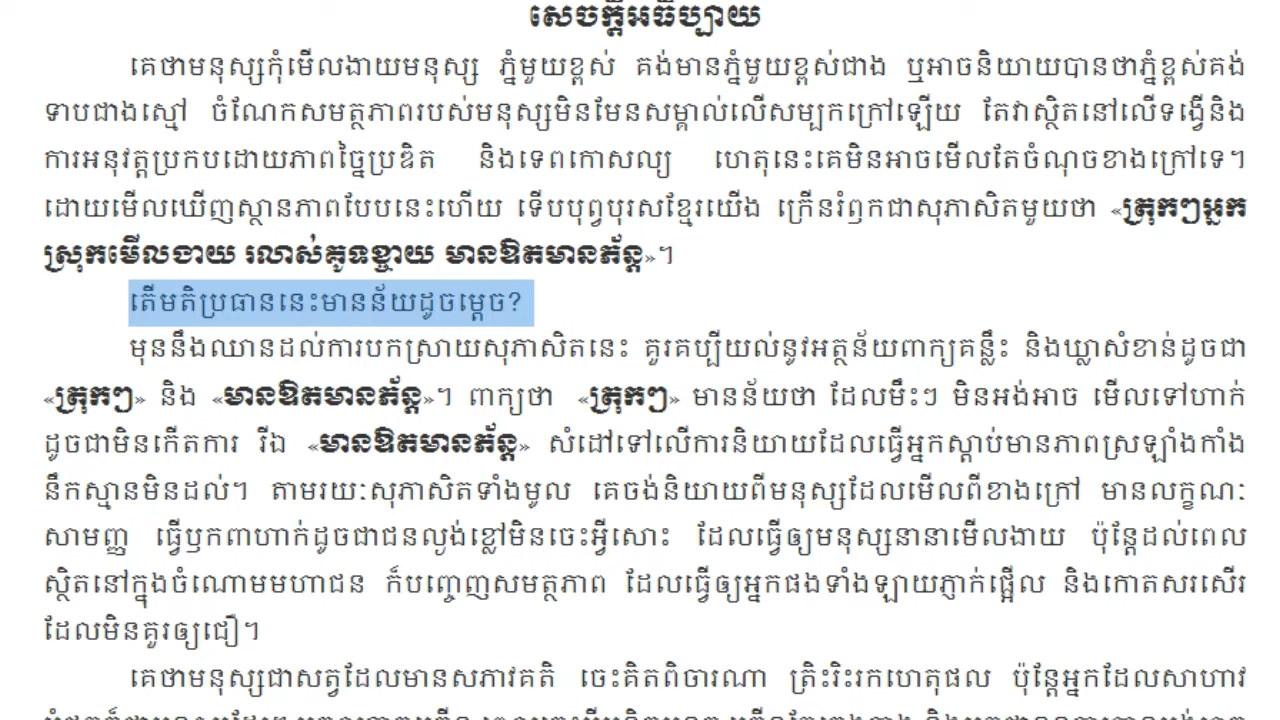 សេចក្ដីអធិប្បាយ
គេថាមនុស្សកុំមើលងាយមនុស្ស ភ្នំមួយខ្ពស់ គង់មានភ្នំមួយខ្ពស់ជាង ឬអាចនិយាយបានថាភ្នំខ្ពស់គង់
ទាបជាងស្មៅ ចំណែកសមត្ថភាពរបស់មនុស្សមិនមែនសម្គាល់លើសម្បកក្រៅឡើយ តែវាស្ថិតនៅលើទង្វើនិង
ការអនុវត្តប្រកបដោយភាពច្នៃប្រឌិត និងទេពកោសល្យ ហេតុនេះគេមិនអាចមើលតែចំណុចខាងក្រៅទេ។
ដោយមើលឃើញស្ថានភាពបែបនេះហើយ ទើបបុព្វបុរសខ្មែរយើង ក្រើនរំឭកជាសុភាសិតមួយថា «ត្រុកៗអ្នក
ស្រុកមើលងាយ រលាស់គូទខ្ចាយ មានឱតមានភ័ន្ត»។
តើមតិប្រធាននេះមានន័យដូចម្ដេច?
មុននឹងឈានដល់ការបកស្រាយសុភាសិតនេះ គួរគប្បីយល់នូវអត្ថន័យពាក្យគន្លឹះ និងឃ្លាសំខាន់ដូចជា
«ត្រុកៗ» និង «មានឱតមានភ័ន្ត»។ ពាក្យថា «ត្រុកៗ» មានន័យថា ដែលមឹះៗ មិនអង់អាច មើលទៅហាក់
ដូចជាមិនកើតការ រីឯ «មានឱតមានភ័ន្ត» សំដៅទៅលើការនិយាយដែលធ្វើអ្នកស្ដាប់មានភាពស្រឡាំងកាំង
នឹកស្មានមិនដល់។ តាមរយៈសុភាសិតទាំងមូល គេចង់និយាយពីមនុស្សដែលមើលពីខាងក្រៅ មានលក្ខណៈ
សាមញ្ញ ធ្វើឫកពាហាក់ដូចជាជនល្ងង់ខ្លៅមិនចេះអ្វីសោះ ដែលធ្វើឲ្យមនុស្សនានាមើលងាយ ប៉ុន្តែដល់ពេល
ស្ថិតនៅក្នុងចំណោមមហាជន ក៏បញ្ចេញសមត្ថភាព ដែលធ្វើឲ្យអ្នកផងទាំងឡាយភ្ញាក់ផ្អើល និងកោតសរសើរ
ដែលមិនគួរឲ្យជឿ។
គេថាមនុស្សជាសត្វដែលមានសភាវគតិ ចេះគិតពិចារណា ត្រិះរិះរកហេតុផល ប៉ុន្តែអ្នកដែលសាហាវ